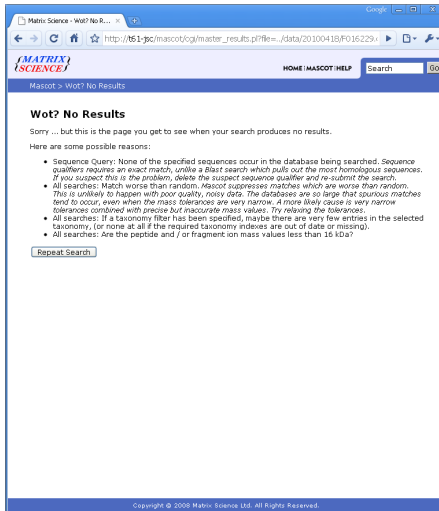 Google
Matrix Science - Wot? No R...
http://t61-jsc/mascot/cgi/master_results.pl?file=../data/20100418/F016229.
{MATRIX}
{SCIENCE}
HOME : MASCOT : HELP
Search
Go
Mascot > Wot? No Results
Wot? No Results
Sorry ... but this is the page you get to see when your search produces no results.
Here are some possible reasons:
• Sequence Query: None of the specified sequences occur in the database being searched. Sequence
qualifiers requires an exact match, unlike a Blast search which pulls out the most homologous sequences.
If you suspect this is the problem, delete the suspect sequence qualifier and re-submit the search.
• All searches: Match worse than random. Mascot suppresses matches which are worse than random.
This is unlikely to happen with poor quality, noisy data. The databases are so large that spurious matches
tend to occur, even when the mass tolerances are very narrow. A more likely cause is very narrow
tolerances combined with precise but inaccurate mass values. Try relaxing the tolerances.
• All searches: If a taxonomy filter has been specified, maybe there are very few entries in the selected
taxonomy, (or none at all if the required taxonomy indexes are out of date or missing).
• All searches: Are the peptide and / or fragment ion mass values less than 16 kDa?
Repeat Search
Copyright © 2008 Matrix Science Ltd. All Rights Reserved.